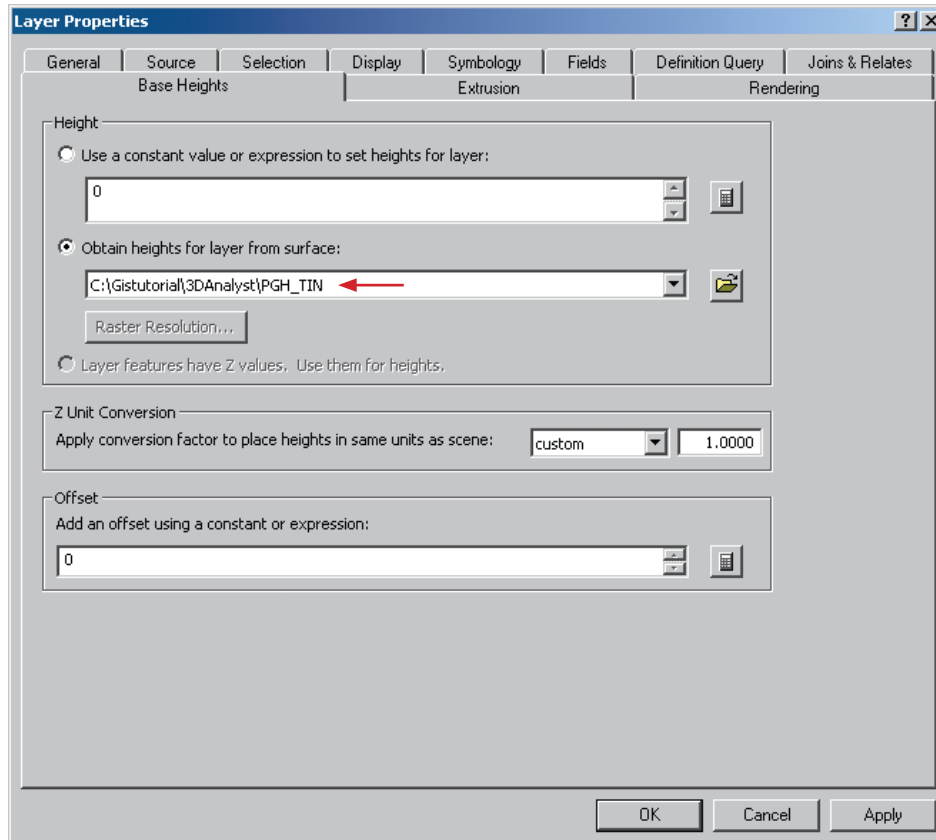 Layer Properties
General Source Selection Display Symbology Fields Definition Query Joins & Relates
Base Heights Extrusion Rendering
Height
Use a constant value or expression to set heights for layer:
0
Obtain heights for layer from surface:
C:\Gistutorial\3DAnalyst\PGH_TIN
Raster Resolution...
Layer features have Z values. Use them for heights.
Z Unit Conversion
Apply conversion factor to place heights in same units as scene: custom 1.0000
Offset
Add an offset using a constant or expression:
0
OK Cancel Apply